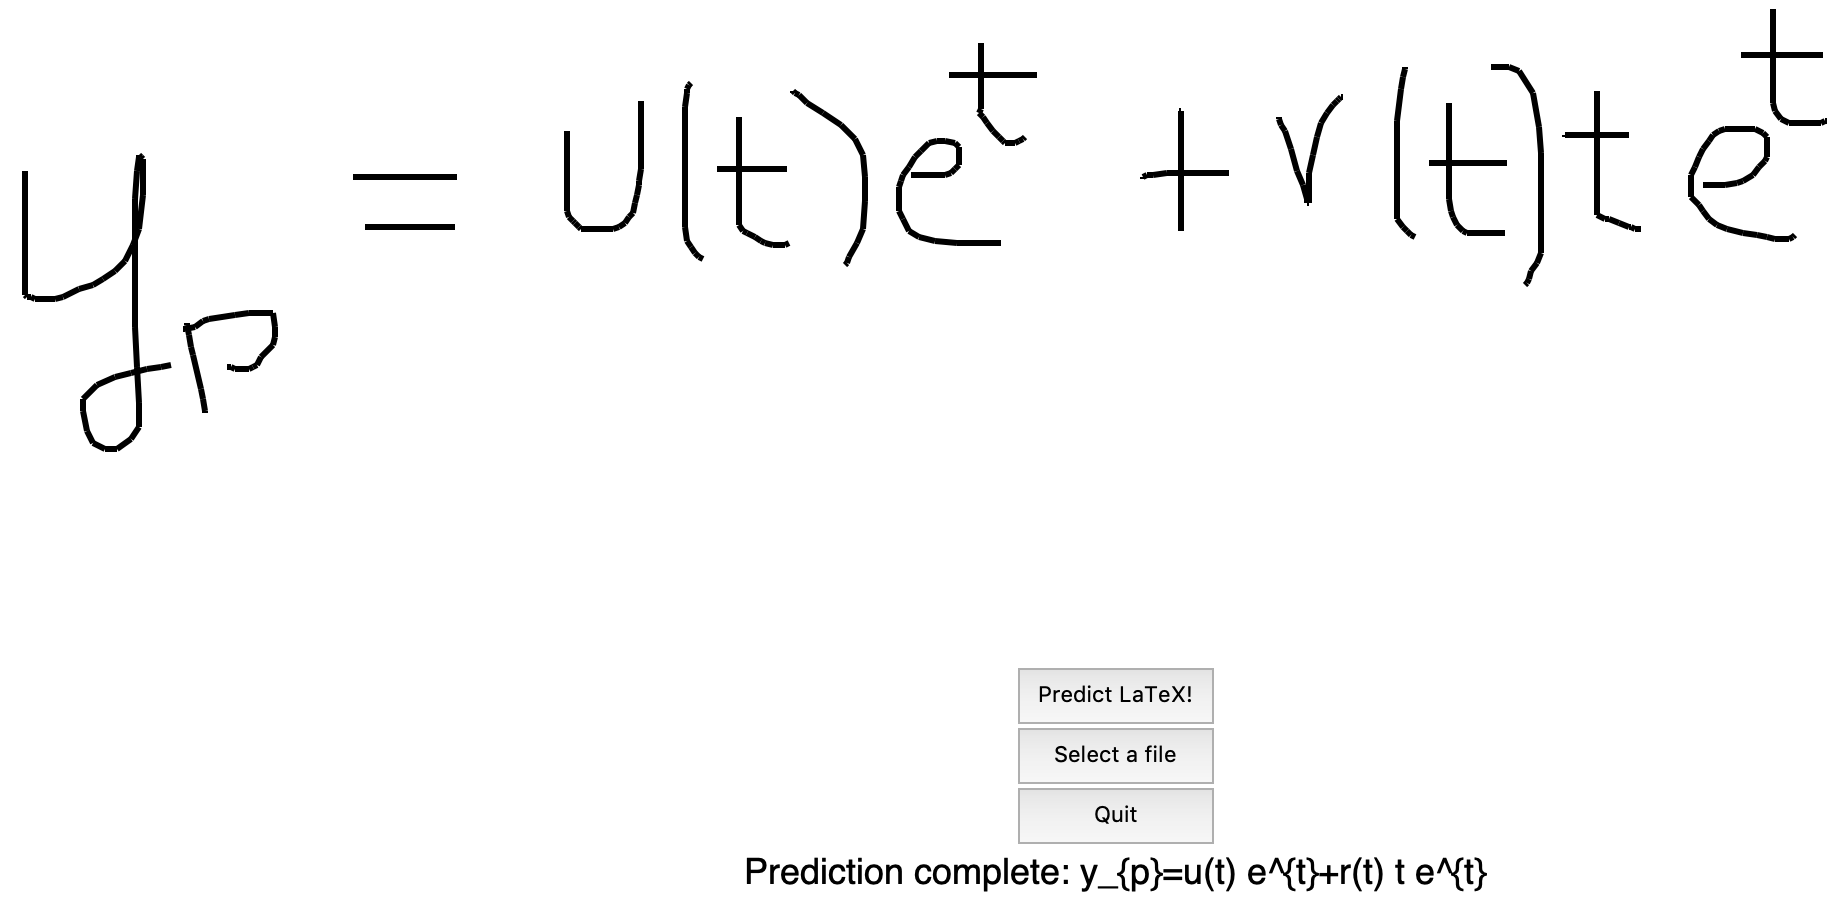 y_p = u(t)e^t + v(t)te^t
Predict LaTeX!
Select a file
Quit
Prediction complete: y_{p}=u(t) e^{t}+r(t) t e^{t}